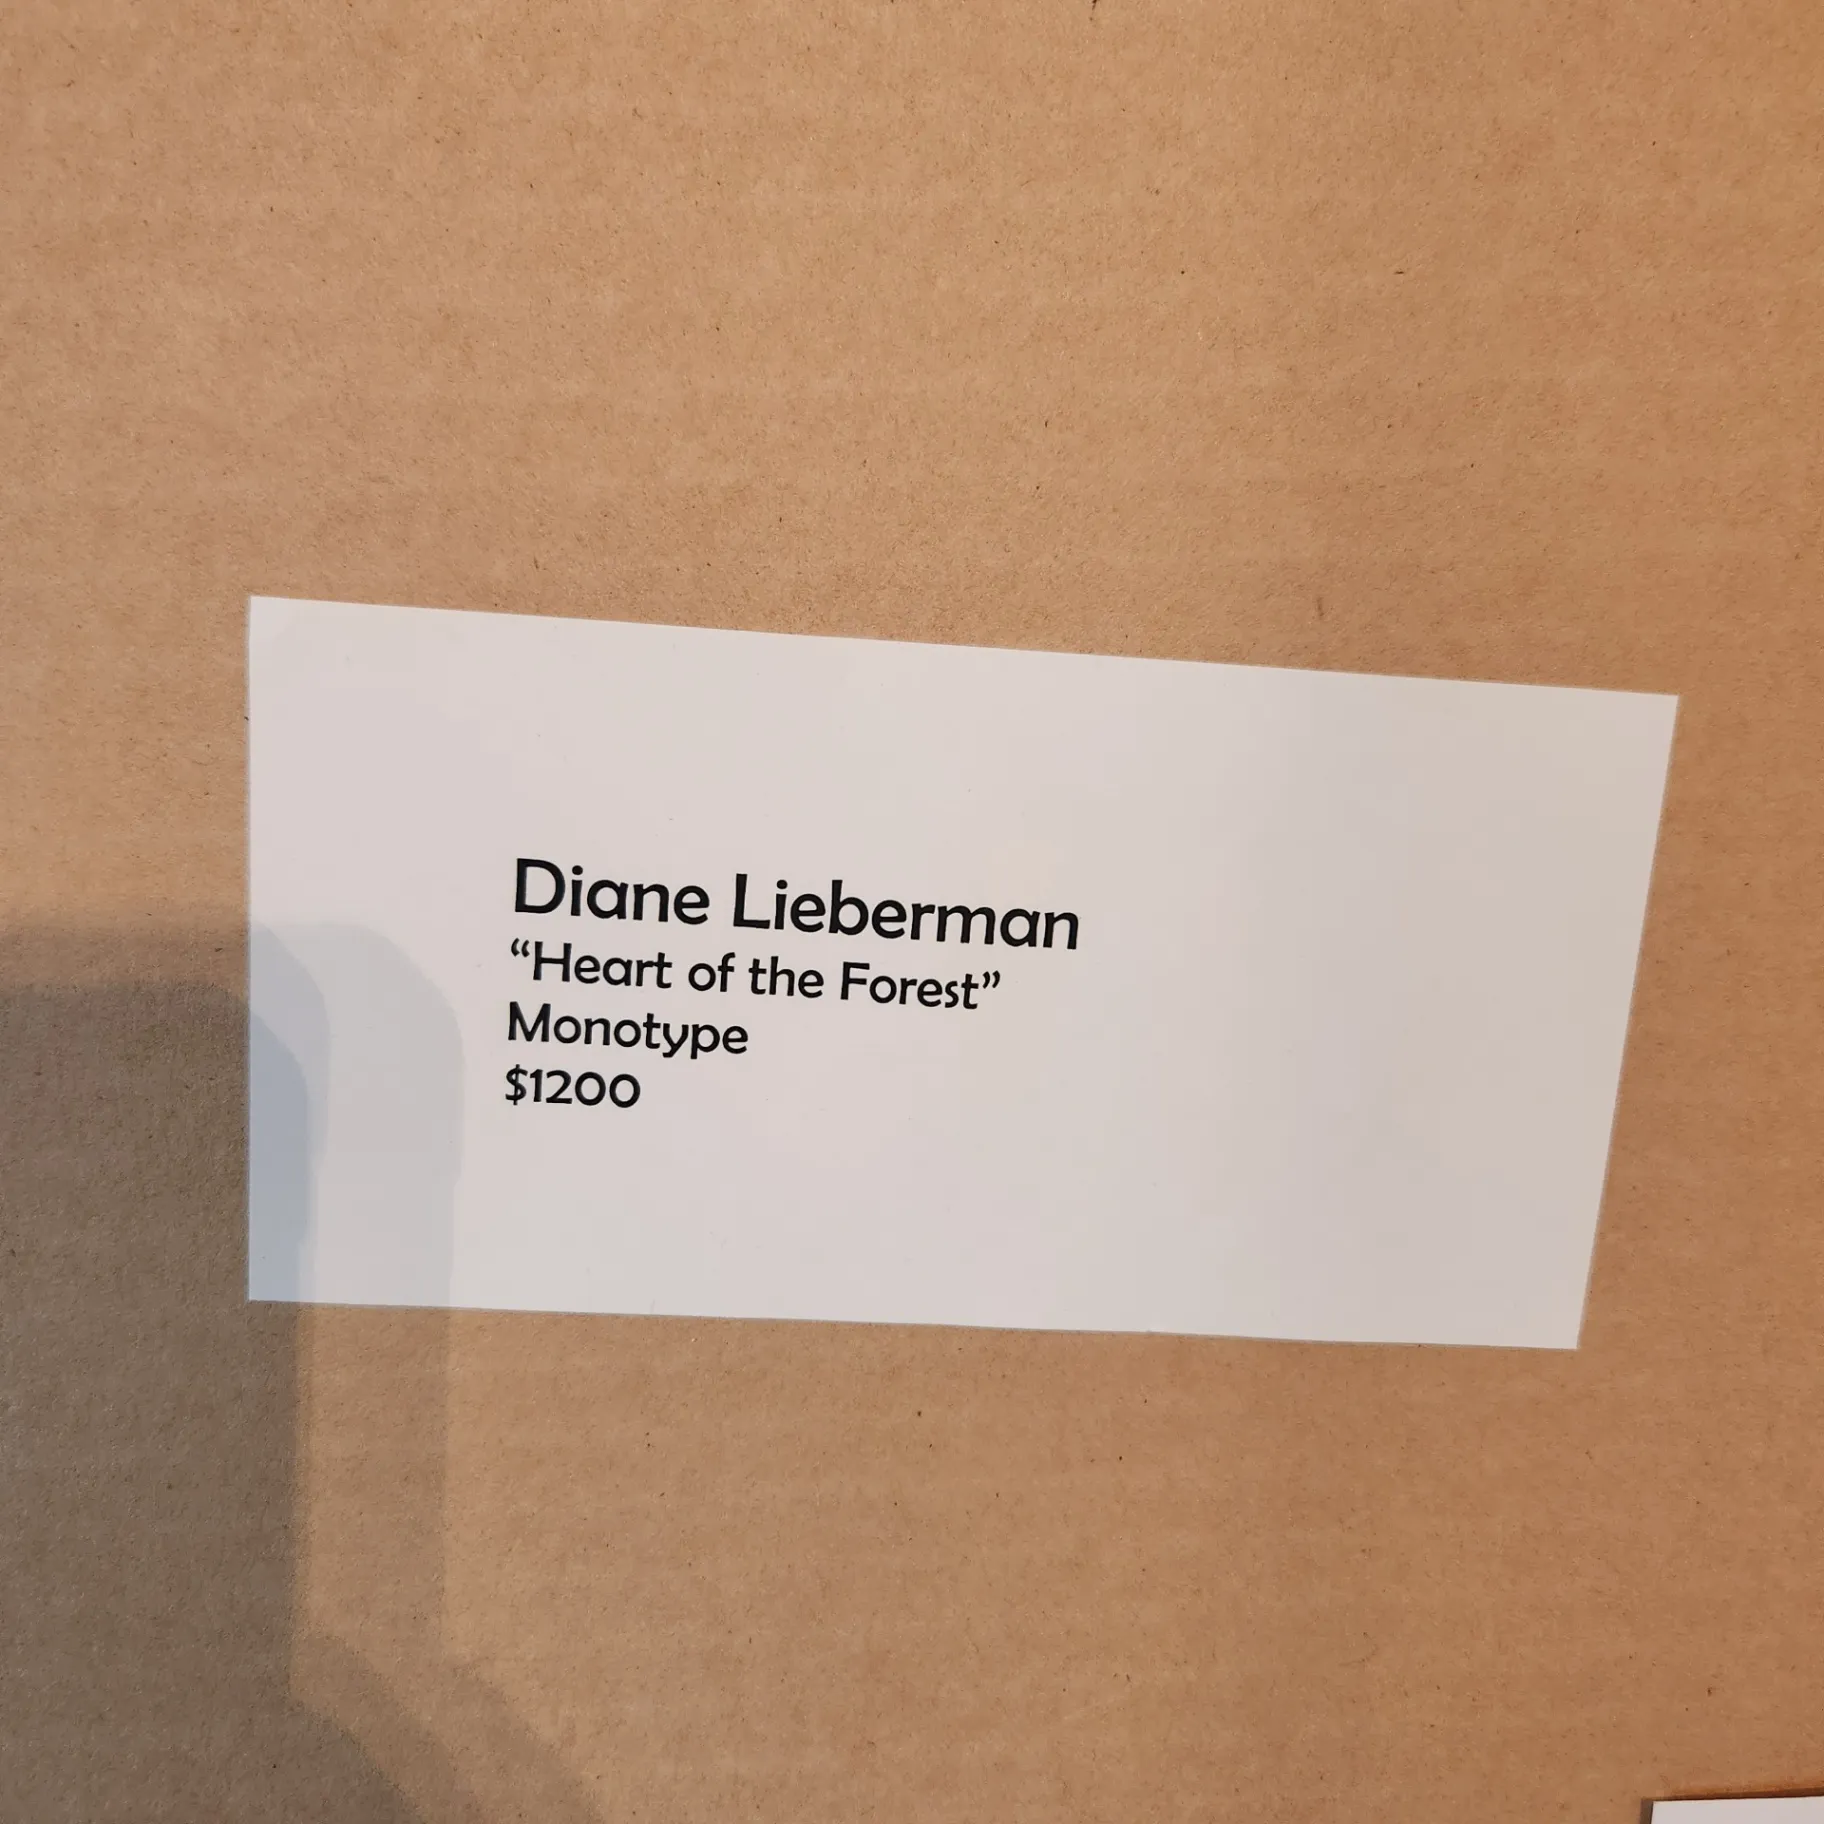 Diane Lieberman
“Heart of the Forest”
Monotype
$1200